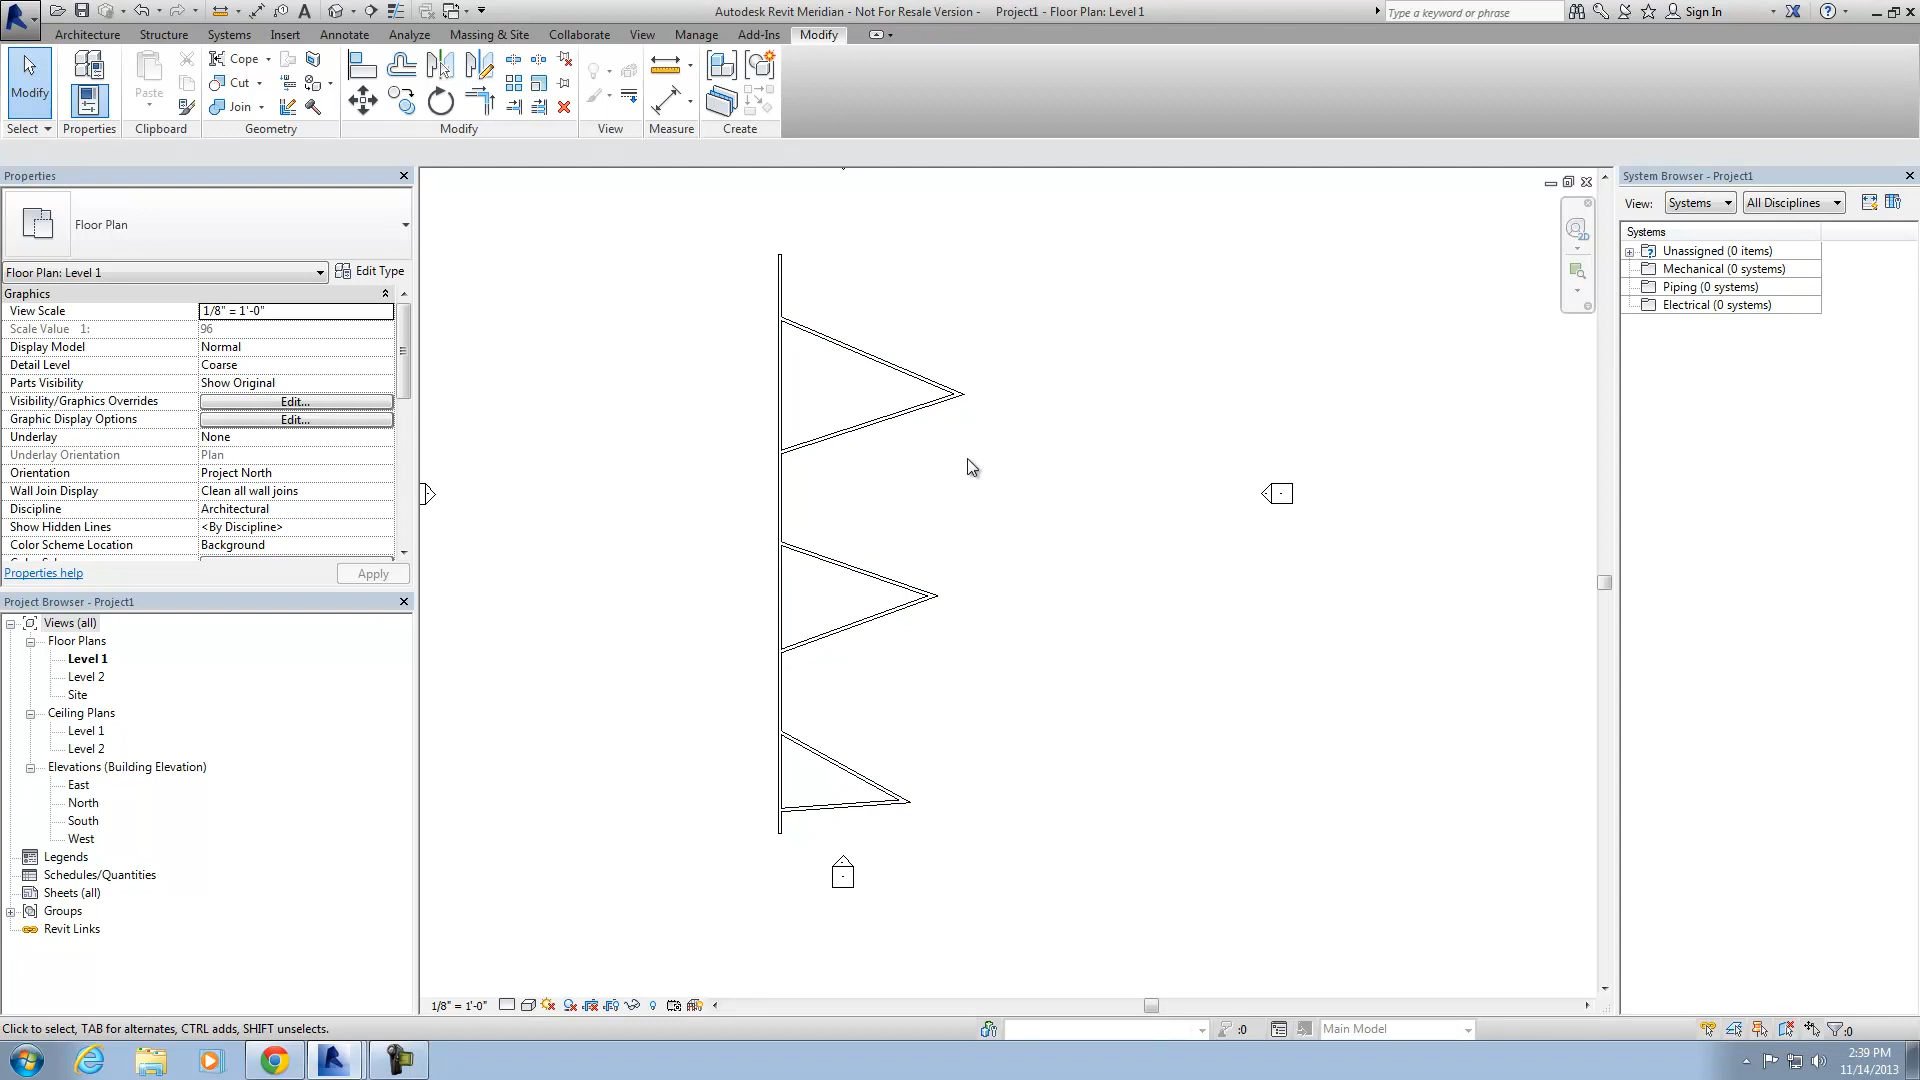 Autodesk Revit Meridian - Not For Resale Version -    Project1 - Floor Plan: Level 1
Type a keyword or phrase
Sign In
Architecture
Structure
Systems
Insert
Annotate
Analyze
Massing & Site
Collaborate
View
Manage
Add-Ins
Modify
Modify
Cope
Cut
Join
Paste
Select
Properties
Clipboard
Geometry
Modify
View
Measure
Create
Properties
Floor Plan
Floor Plan: Level 1
Edit Type
Graphics
View Scale 1/8" = 1'-0"
Scale Value 1: 96
Display Model Normal
Detail Level Coarse
Parts Visibility Show Original
Visibility/Graphics Overrides Edit...
Graphic Display Options Edit...
Underlay None
Underlay Orientation Plan
Orientation Project North
Wall Join Display Clean all wall joins
Discipline Architectural
Show Hidden Lines <By Discipline>
Color Scheme Location Background
Properties help
Apply
Project Browser - Project1
Views (all)
Floor Plans
Level 1
Level 2
Site
Ceiling Plans
Level 1
Level 2
Elevations (Building Elevation)
East
North
South
West
Legends
Schedules/Quantities
Sheets (all)
Groups
Revit Links
2D
System Browser - Project1
View: Systems All Disciplines
Systems
Unassigned (0 items)
Mechanical (0 systems)
Piping (0 systems)
Electrical (0 systems)
1/8" = 1'-0"
Click to select, TAB for alternates, CTRL adds, SHIFT unselects.
:0
Main Model
:0
2:39 PM
11/14/2013